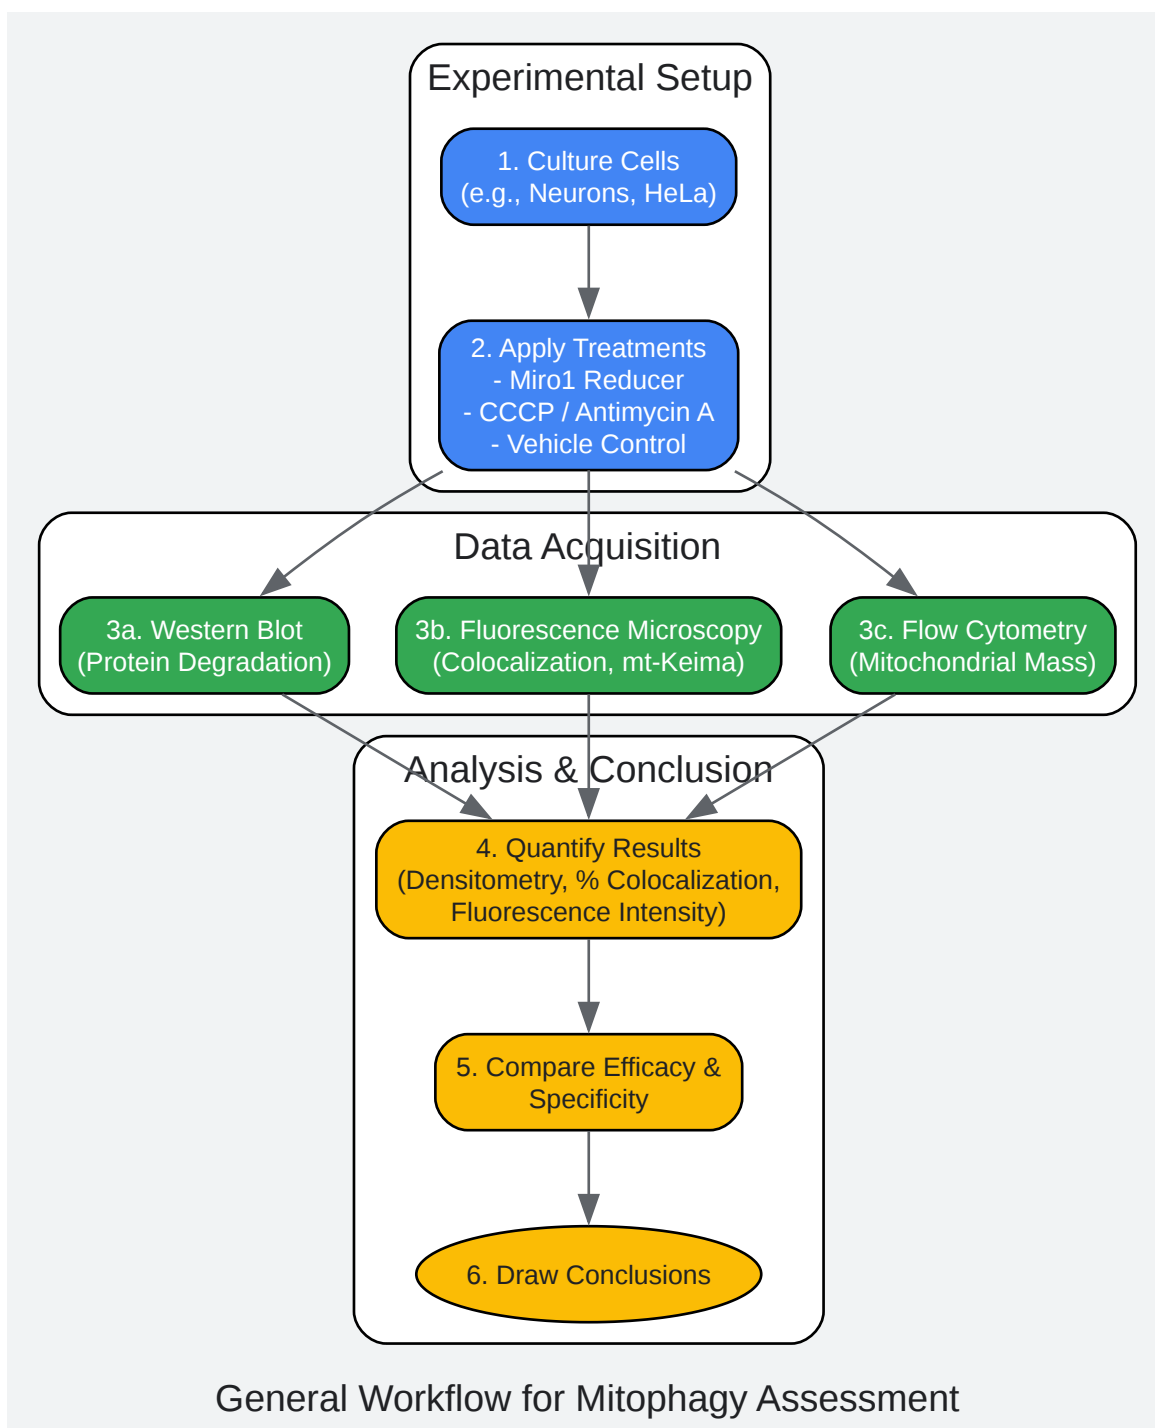 Experimental Setup
1. Culture Cells
(e.g., Neurons, HeLa)
2. Apply Treatments
- Miro1 Reducer
- CCCP / Antimycin A
- Vehicle Control
Data Acquisition
3a. Western Blot
(Protein Degradation)
3b. Fluorescence Microscopy
(Colocalization, mt-Keima)
3c. Flow Cytometry
(Mitochondrial Mass)
Analysis & Conclusion
4. Quantify Results
(Densitometry, % Colocalization,
Fluorescence Intensity)
5. Compare Efficacy &
Specificity
6. Draw Conclusions
General Workflow for Mitophagy Assessment